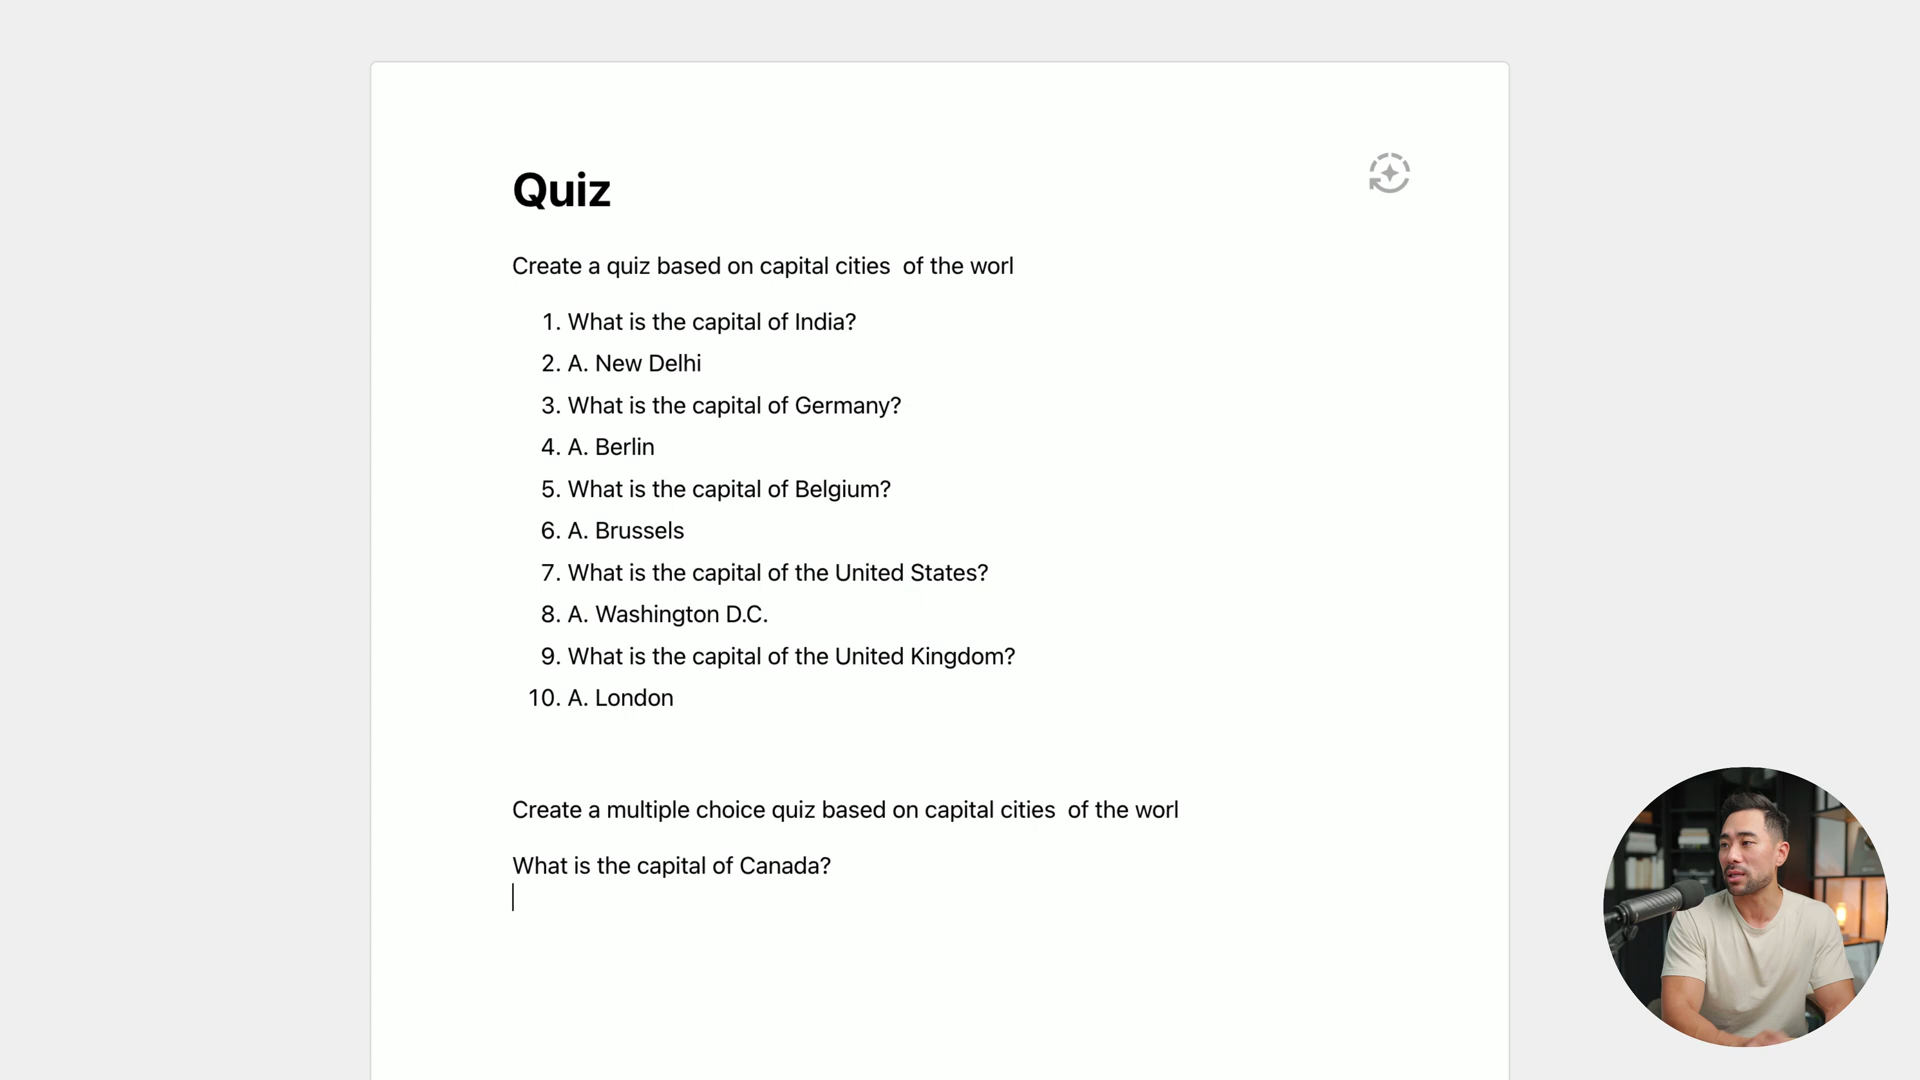 Quiz
Create a quiz based on capital cities  of the worl
1. What is the capital of India?
2. A. New Delhi
3. What is the capital of Germany?
4. A. Berlin
5. What is the capital of Belgium?
6. A. Brussels
7. What is the capital of the United States?
8. A. Washington D.C.
9. What is the capital of the United Kingdom?
10. A. London
Create a multiple choice quiz based on capital cities  of the worl
What is the capital of Canada?